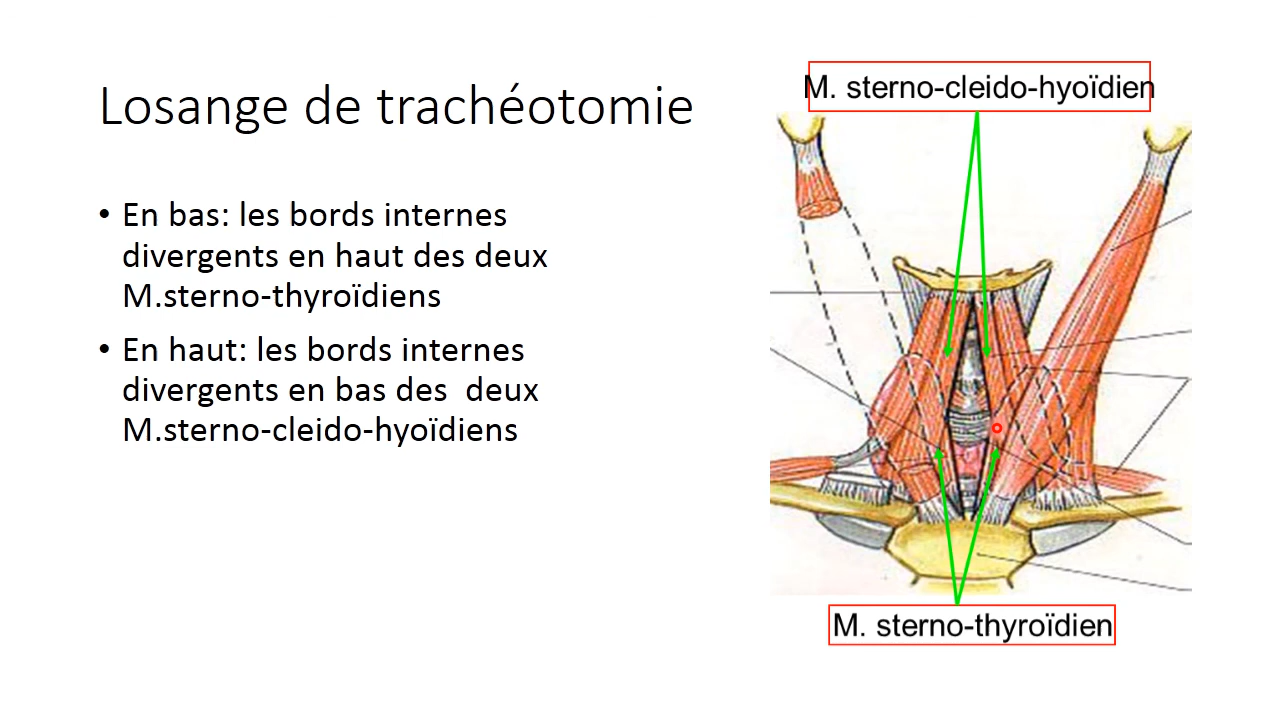 Losange de trachéotomie
• En bas: les bords internes
divergents en haut des deux
M.sterno-thyroïdiens
• En haut: les bords internes
divergents en bas des  deux
M.sterno-cleido-hyoïdiens
M. sterno-cleido-hyoïdien
M. sterno-thyroïdien